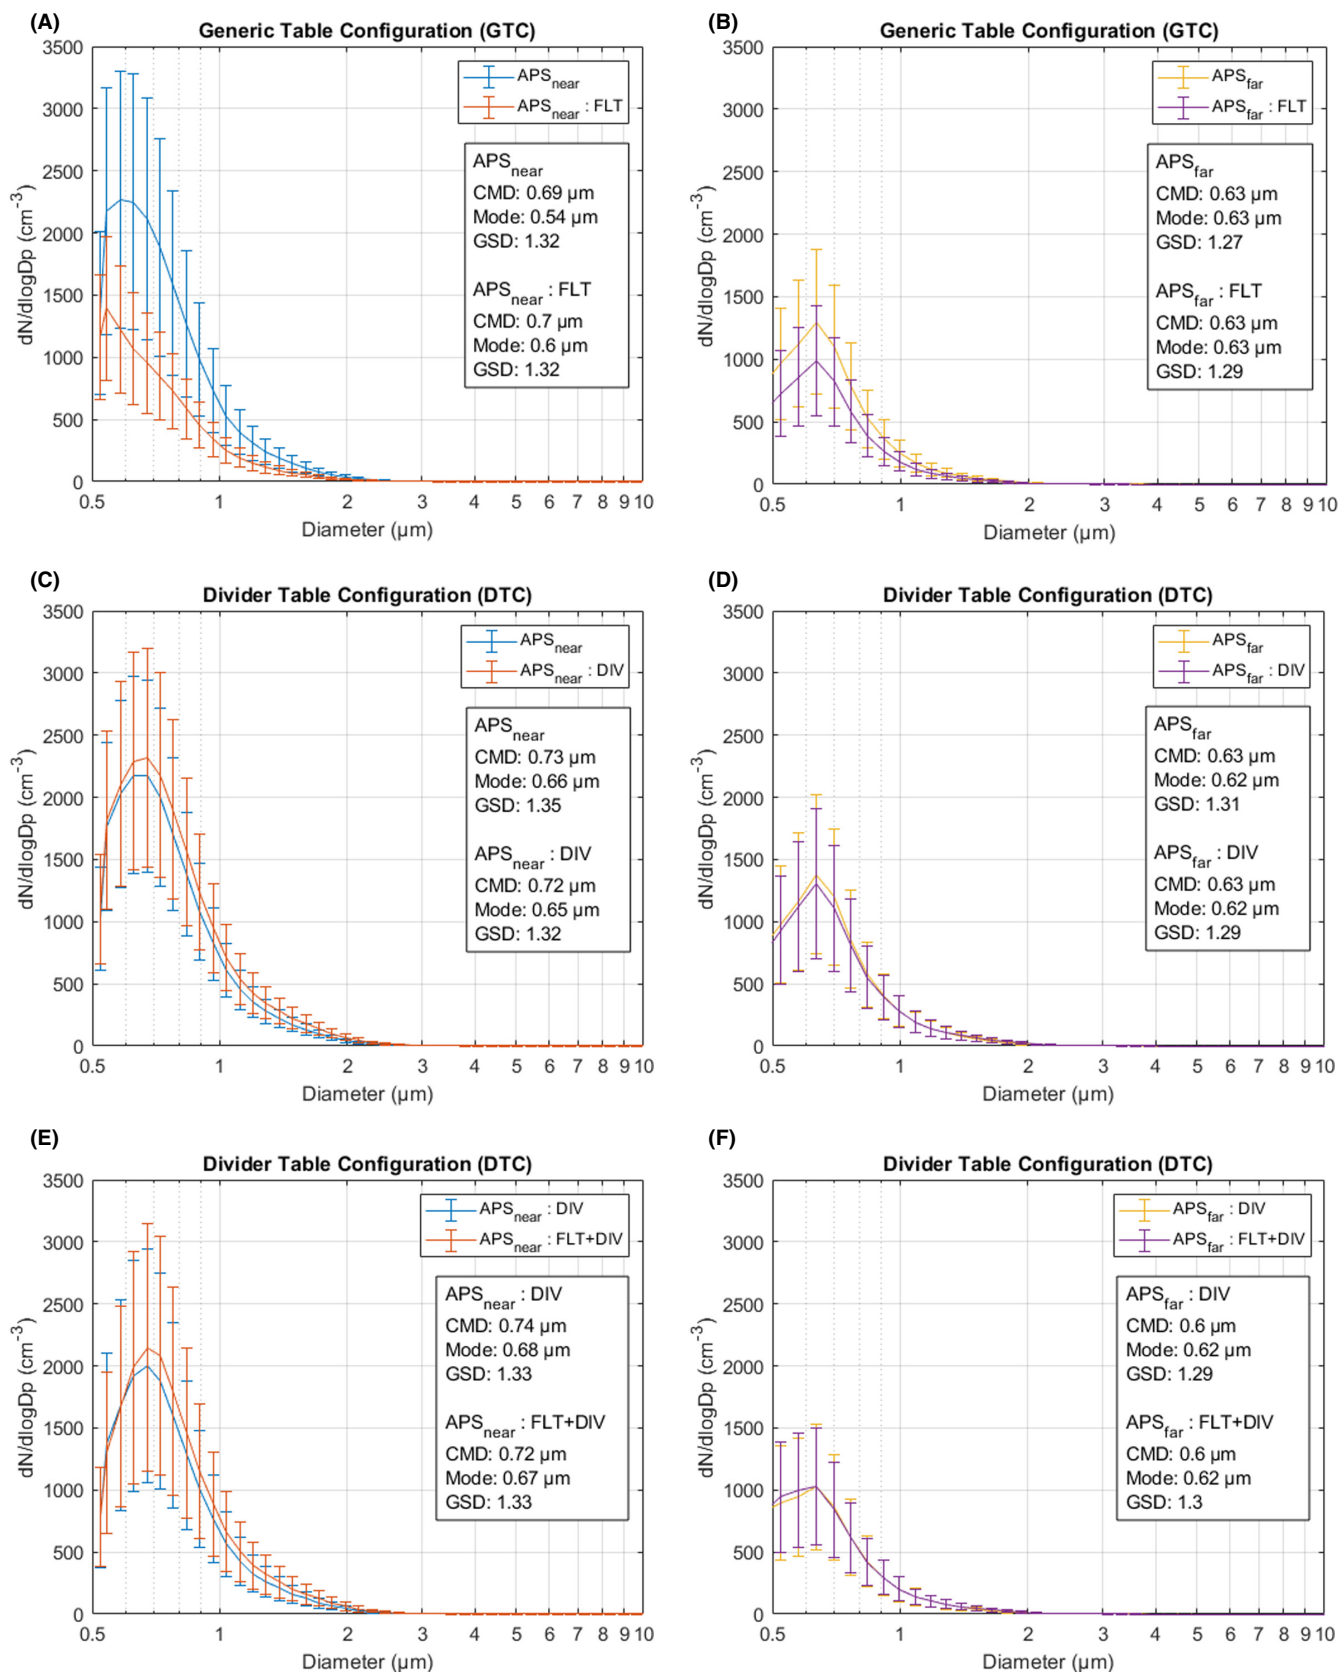 (A)
Generic Table Configuration (GTC)
3500
3000
2500
2000
1500
1000
500
0
dN/dlogDp (cm-3)
0.5 1 2 3 4 5 6 7 8 9 10
Diameter (µm)
APSnear
APSnear : FLT
APSnear
CMD: 0.69 µm
Mode: 0.54 µm
GSD: 1.32
APSnear : FLT
CMD: 0.7 µm
Mode: 0.6 µm
GSD: 1.32
(B)
Generic Table Configuration (GTC)
3500
3000
2500
2000
1500
1000
500
0
dN/dlogDp (cm-3)
0.5 1 2 3 4 5 6 7 8 9 10
Diameter (µm)
APSfar
APSfar : FLT
APSfar
CMD: 0.63 µm
Mode: 0.63 µm
GSD: 1.27
APSfar : FLT
CMD: 0.63 µm
Mode: 0.63 µm
GSD: 1.29
(C)
Divider Table Configuration (DTC)
3500
3000
2500
2000
1500
1000
500
0
dN/dlogDp (cm-3)
0.5 1 2 3 4 5 6 7 8 9 10
Diameter (µm)
APSnear
APSnear : DIV
APSnear
CMD: 0.73 µm
Mode: 0.66 µm
GSD: 1.35
APSnear : DIV
CMD: 0.72 µm
Mode: 0.65 µm
GSD: 1.32
(D)
Divider Table Configuration (DTC)
3500
3000
2500
2000
1500
1000
500
0
dN/dlogDp (cm-3)
0.5 1 2 3 4 5 6 7 8 9 10
Diameter (µm)
APSfar
APSfar : DIV
APSfar
CMD: 0.63 µm
Mode: 0.62 µm
GSD: 1.31
APSfar : DIV
CMD: 0.63 µm
Mode: 0.62 µm
GSD: 1.29
(E)
Divider Table Configuration (DTC)
3500
3000
2500
2000
1500
1000
500
0
dN/dlogDp (cm-3)
0.5 1 2 3 4 5 6 7 8 9 10
Diameter (µm)
APSnear : DIV
APSnear : FLT+DIV
APSnear : DIV
CMD: 0.74 µm
Mode: 0.68 µm
GSD: 1.33
APSnear : FLT+DIV
CMD: 0.72 µm
Mode: 0.67 µm
GSD: 1.33
(F)
Divider Table Configuration (DTC)
3500
3000
2500
2000
1500
1000
500
0
dN/dlogDp (cm-3)
0.5 1 2 3 4 5 6 7 8 9 10
Diameter (µm)
APSfar : DIV
APSfar : FLT+DIV
APSfar : DIV
CMD: 0.6 µm
Mode: 0.62 µm
GSD: 1.29
APSfar : FLT+DIV
CMD: 0.6 µm
Mode: 0.62 µm
GSD: 1.3